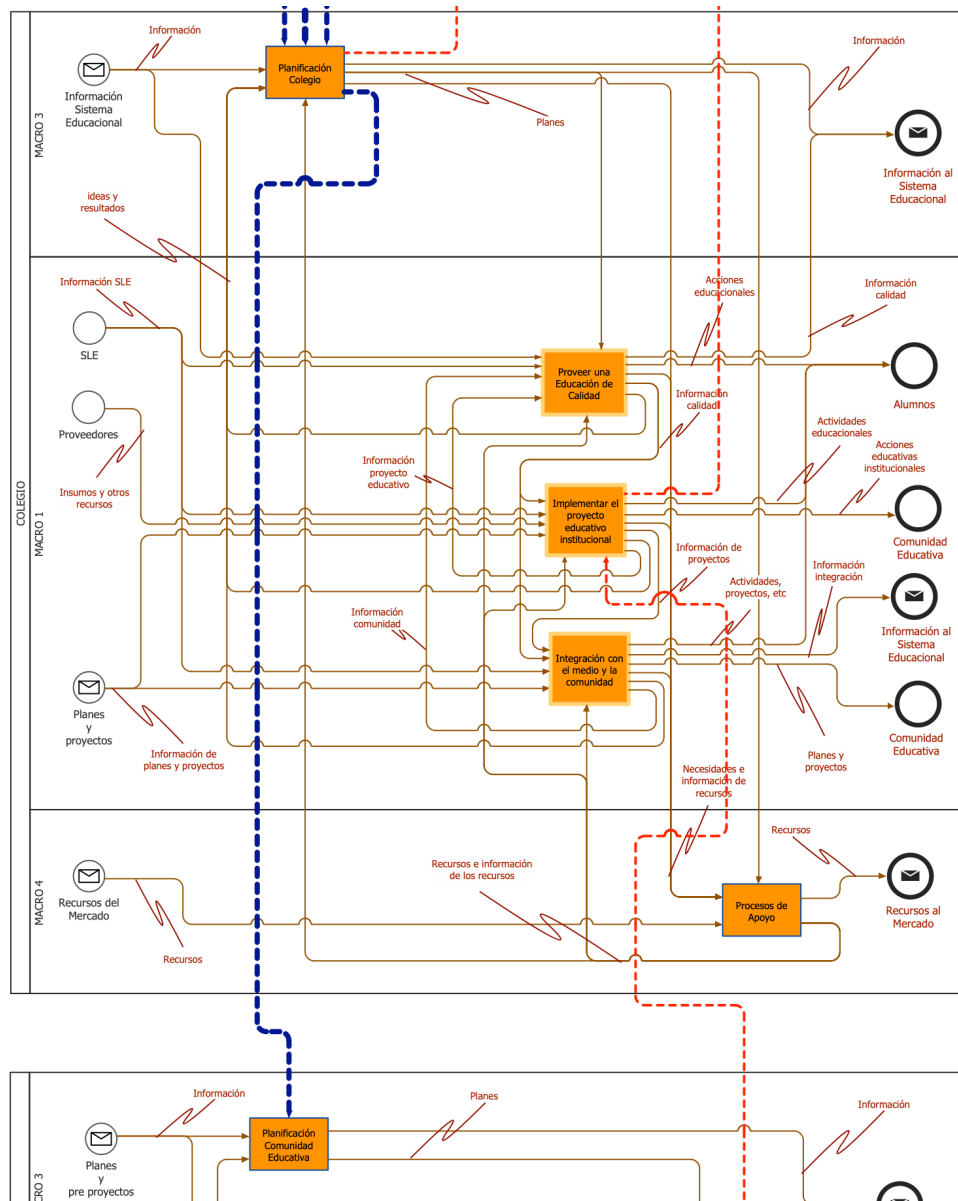 COLEGIO
MACRO 3
Información
Información
Sistema
Educacional
Planificación
Colegio
Planes
Información
Información al
Sistema
Educacional
ideas y
resultados
MACRO 1
Información SLE
SLE
Proveedores
Insumos y otros
recursos
Acciones
educacionales
Información
calidad
Proveer una
Educación de
Calidad
Alumnos
Información
calidad
Información
proyecto
educativo
Actividades
educacionales
Acciones
educativas
institucionales
Implementar el
proyecto
educativo
institucional
Comunidad
Educativa
Información de
proyectos
Actividades,
proyectos, etc
Información
integración
Información
comunidad
Información al
Sistema
Educacional
Integración con
el medio y la
comunidad
Planes
y
proyectos
Información de
planes y proyectos
Comunidad
Educativa
Planes y
proyectos
Necesidades e
información de
recursos
MACRO 4
Recursos del
Mercado
Recursos
Recursos e información
de los recursos
Procesos de
Apoyo
Recursos
Recursos al
Mercado
CRO 3
Información
Planes
y
pre proyectos
Planificación
Comunidad
Educativa
Planes
Información